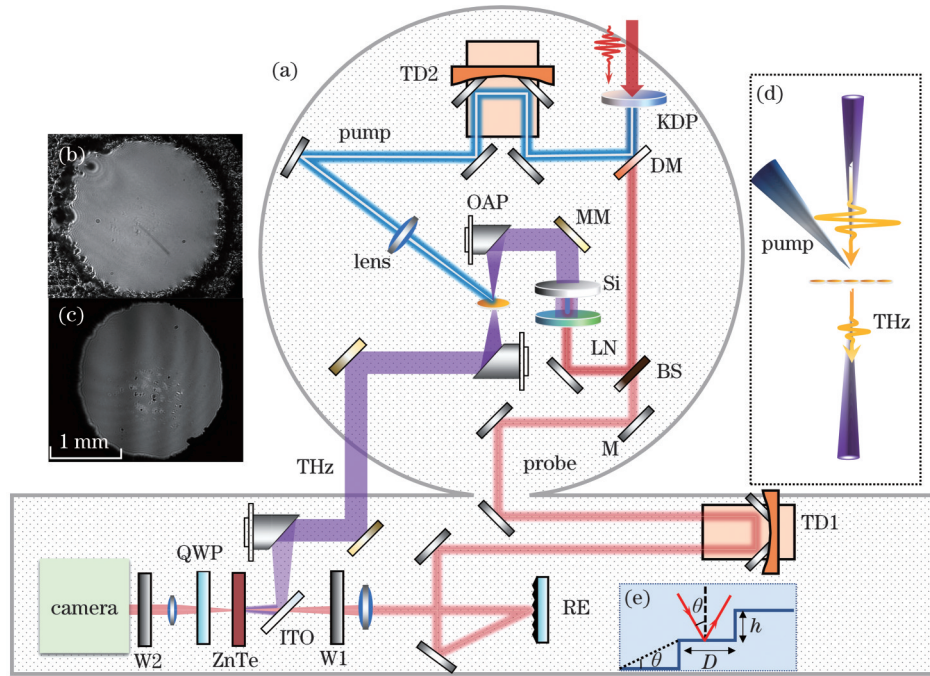 (a)
TD2
KDP
(d)
(b)
pump
DM
OAP
MM
lens
Si
pump
(c)
LN
THz
BS
1 mm
M
THz
probe
TD1
QWP
camera
RE
(e)
θ
h
ITO
W2
ZnTe
W1
θ
D